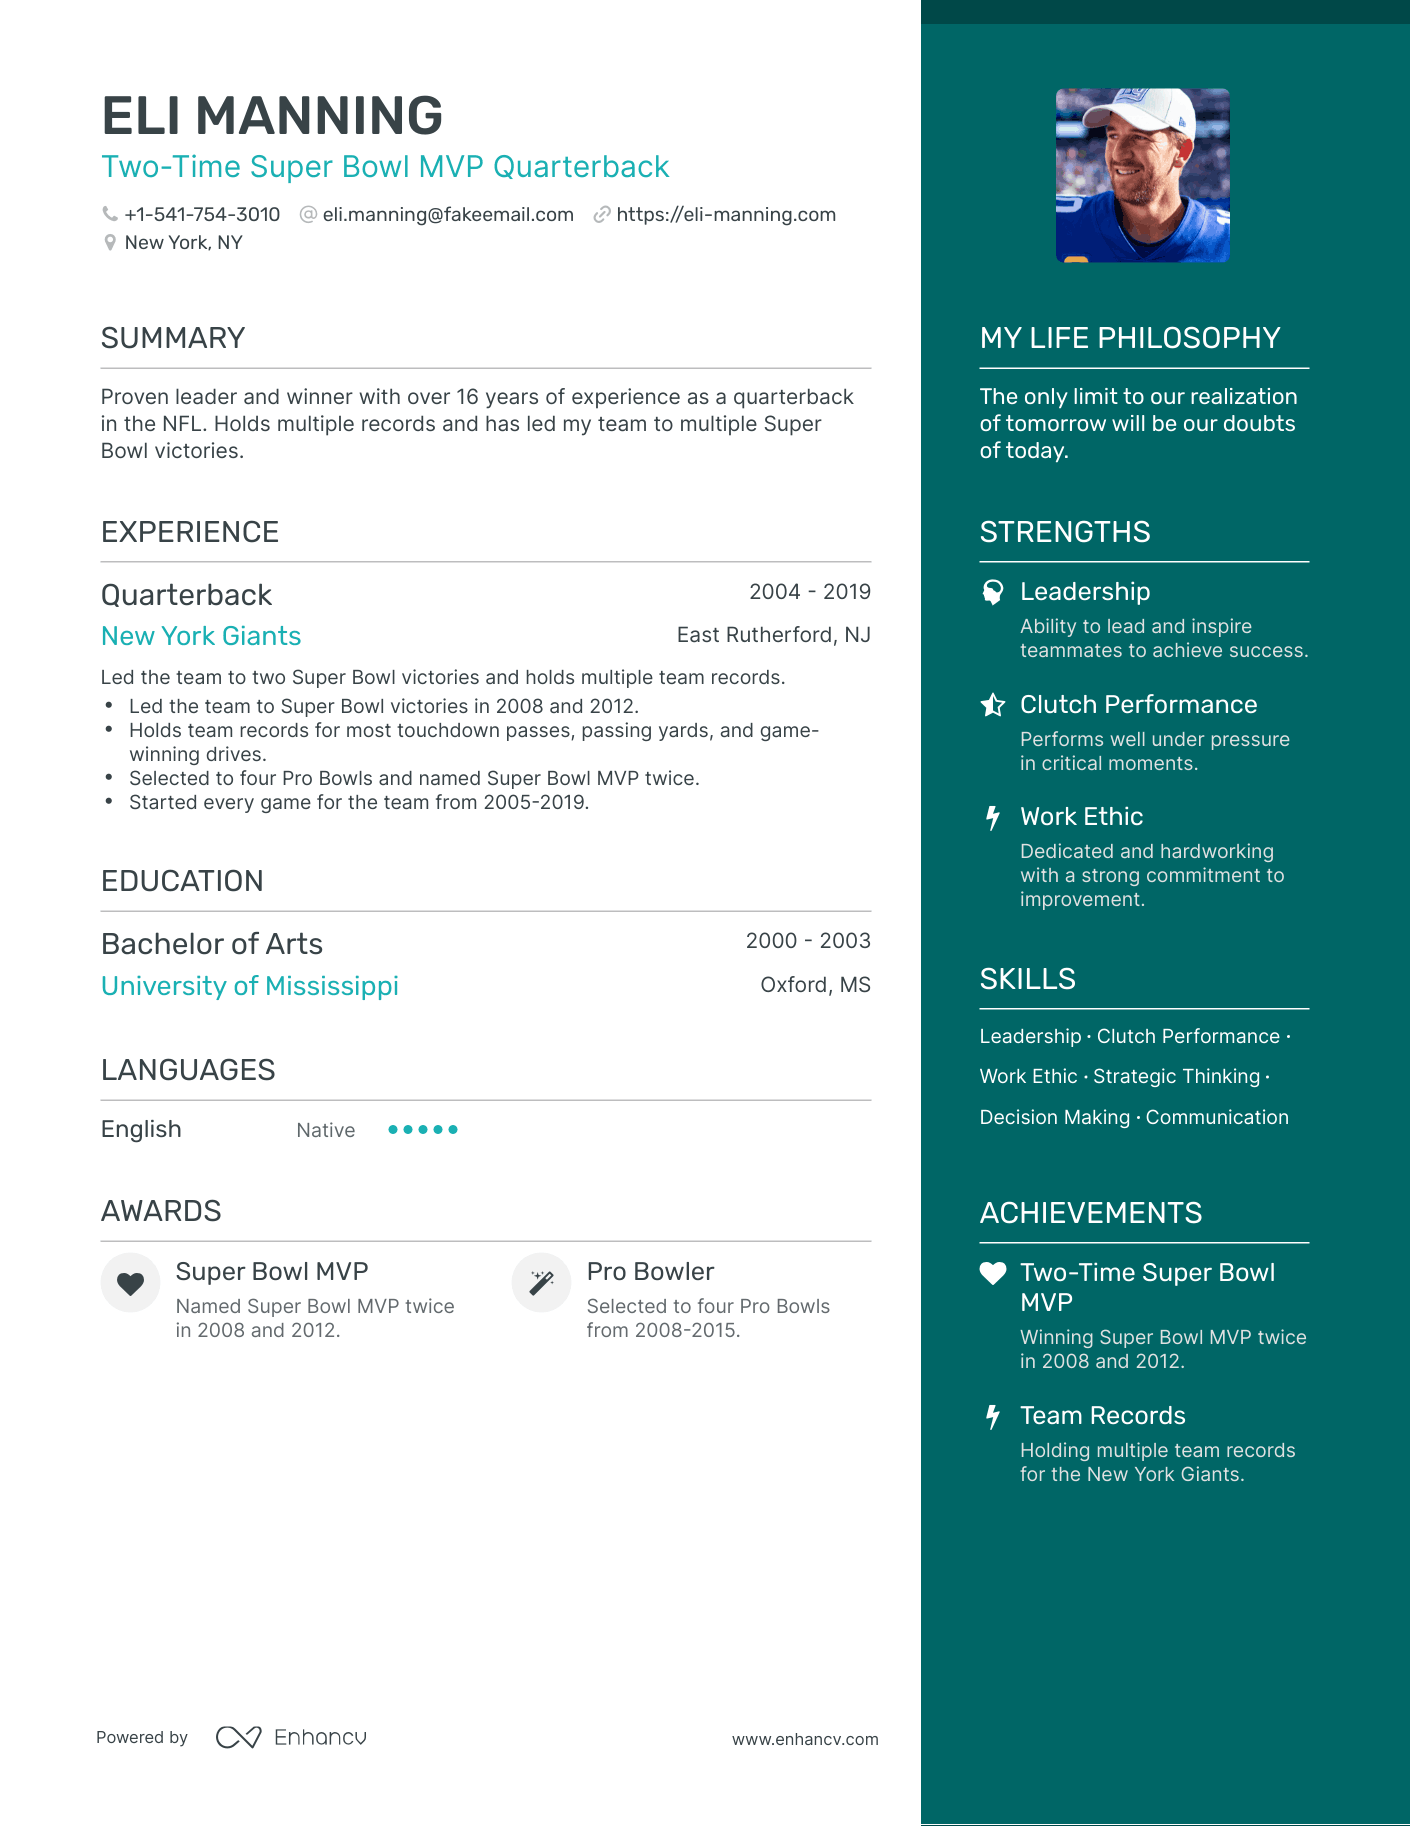 ELI MANNING
Two-Time Super Bowl MVP Quarterback
+1-541-754-3010 @ eli.manning@fakeemail.com https://eli-manning.com
New York, NY
SUMMARY
Proven leader and winner with over 16 years of experience as a quarterback
in the NFL. Holds multiple records and has led my team to multiple Super
Bowl victories.
EXPERIENCE
Quarterback 2004 - 2019
New York Giants East Rutherford, NJ
Led the team to two Super Bowl victories and holds multiple team records.
• Led the team to Super Bowl victories in 2008 and 2012.
• Holds team records for most touchdown passes, passing yards, and game-
winning drives.
• Selected to four Pro Bowls and named Super Bowl MVP twice.
• Started every game for the team from 2005-2019.
EDUCATION
Bachelor of Arts 2000 - 2003
University of Mississippi Oxford, MS
LANGUAGES
English Native
AWARDS
Super Bowl MVP
Named Super Bowl MVP twice
in 2008 and 2012.
Pro Bowler
Selected to four Pro Bowls
from 2008-2015.
MY LIFE PHILOSOPHY
The only limit to our realization
of tomorrow will be our doubts
of today.
STRENGTHS
Leadership
Ability to lead and inspire
teammates to achieve success.
Clutch Performance
Performs well under pressure
in critical moments.
Work Ethic
Dedicated and hardworking
with a strong commitment to
improvement.
SKILLS
Leadership · Clutch Performance ·
Work Ethic · Strategic Thinking ·
Decision Making · Communication
ACHIEVEMENTS
Two-Time Super Bowl
MVP
Winning Super Bowl MVP twice
in 2008 and 2012.
Team Records
Holding multiple team records
for the New York Giants.
Powered by Enhancv www.enhancv.com